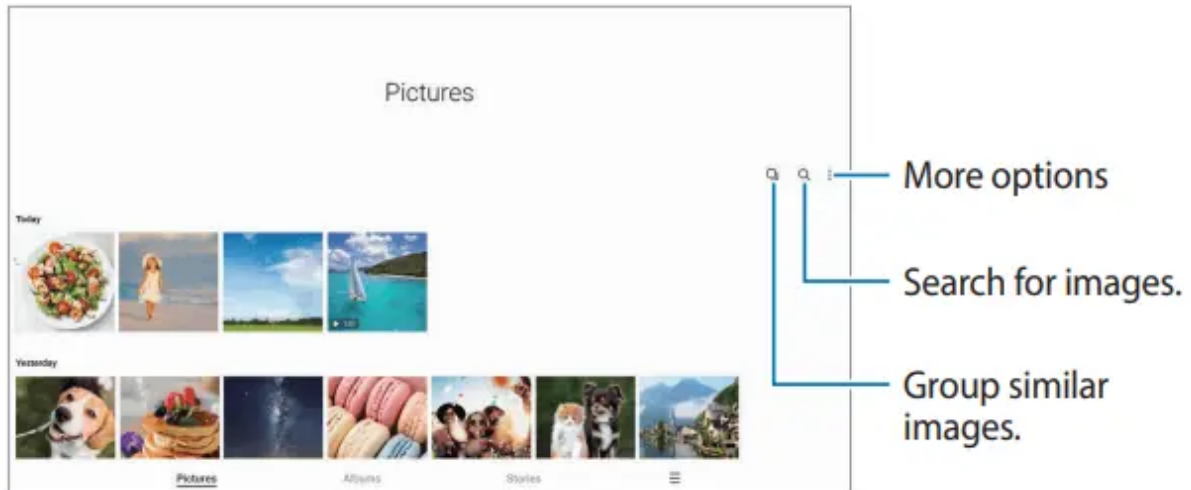 Pictures
More options
Today
Search for images.
Yesterday
Group similar
images.
Pictures
Albums
Stories